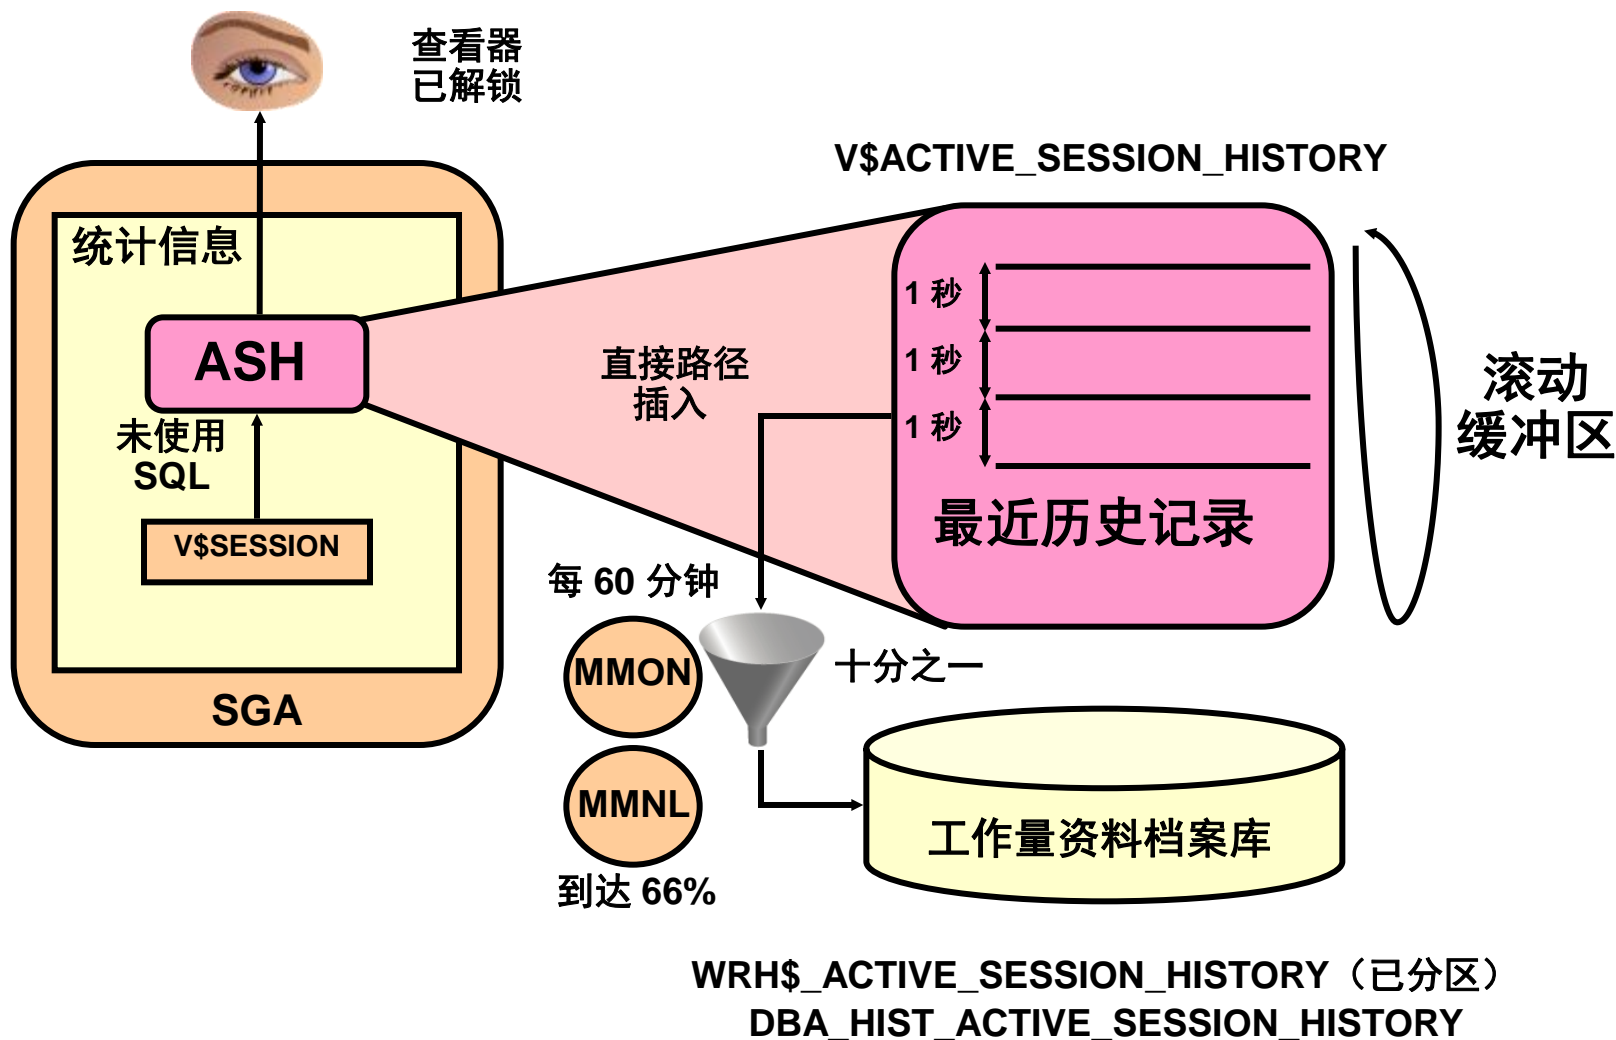 查看器
已解锁
V$ACTIVE_SESSION_HISTORY
统计信息
ASH
未使用
SQL
V$SESSION
SGA
直接路径
插入
1 秒
1 秒
1 秒
最近历史记录
滚动
缓冲区
每 60 分钟
MMON
十分之一
MMNL
到达 66%
工作量资料档案库
WRH$_ACTIVE_SESSION_HISTORY（已分区）
DBA_HIST_ACTIVE_SESSION_HISTORY